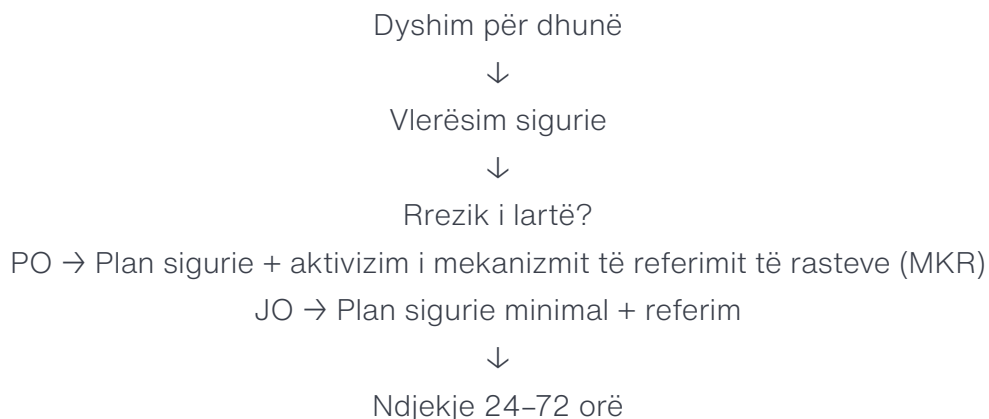 Dyshim për dhunë
↓
Vlerësim sigurie
↓
Rrezik i lartë?
PO → Plan sigurie + aktivizim i mekanizmit të referimit të rasteve (MKR)
JO → Plan sigurie minimal + referim
↓
Ndjekje 24–72 orë